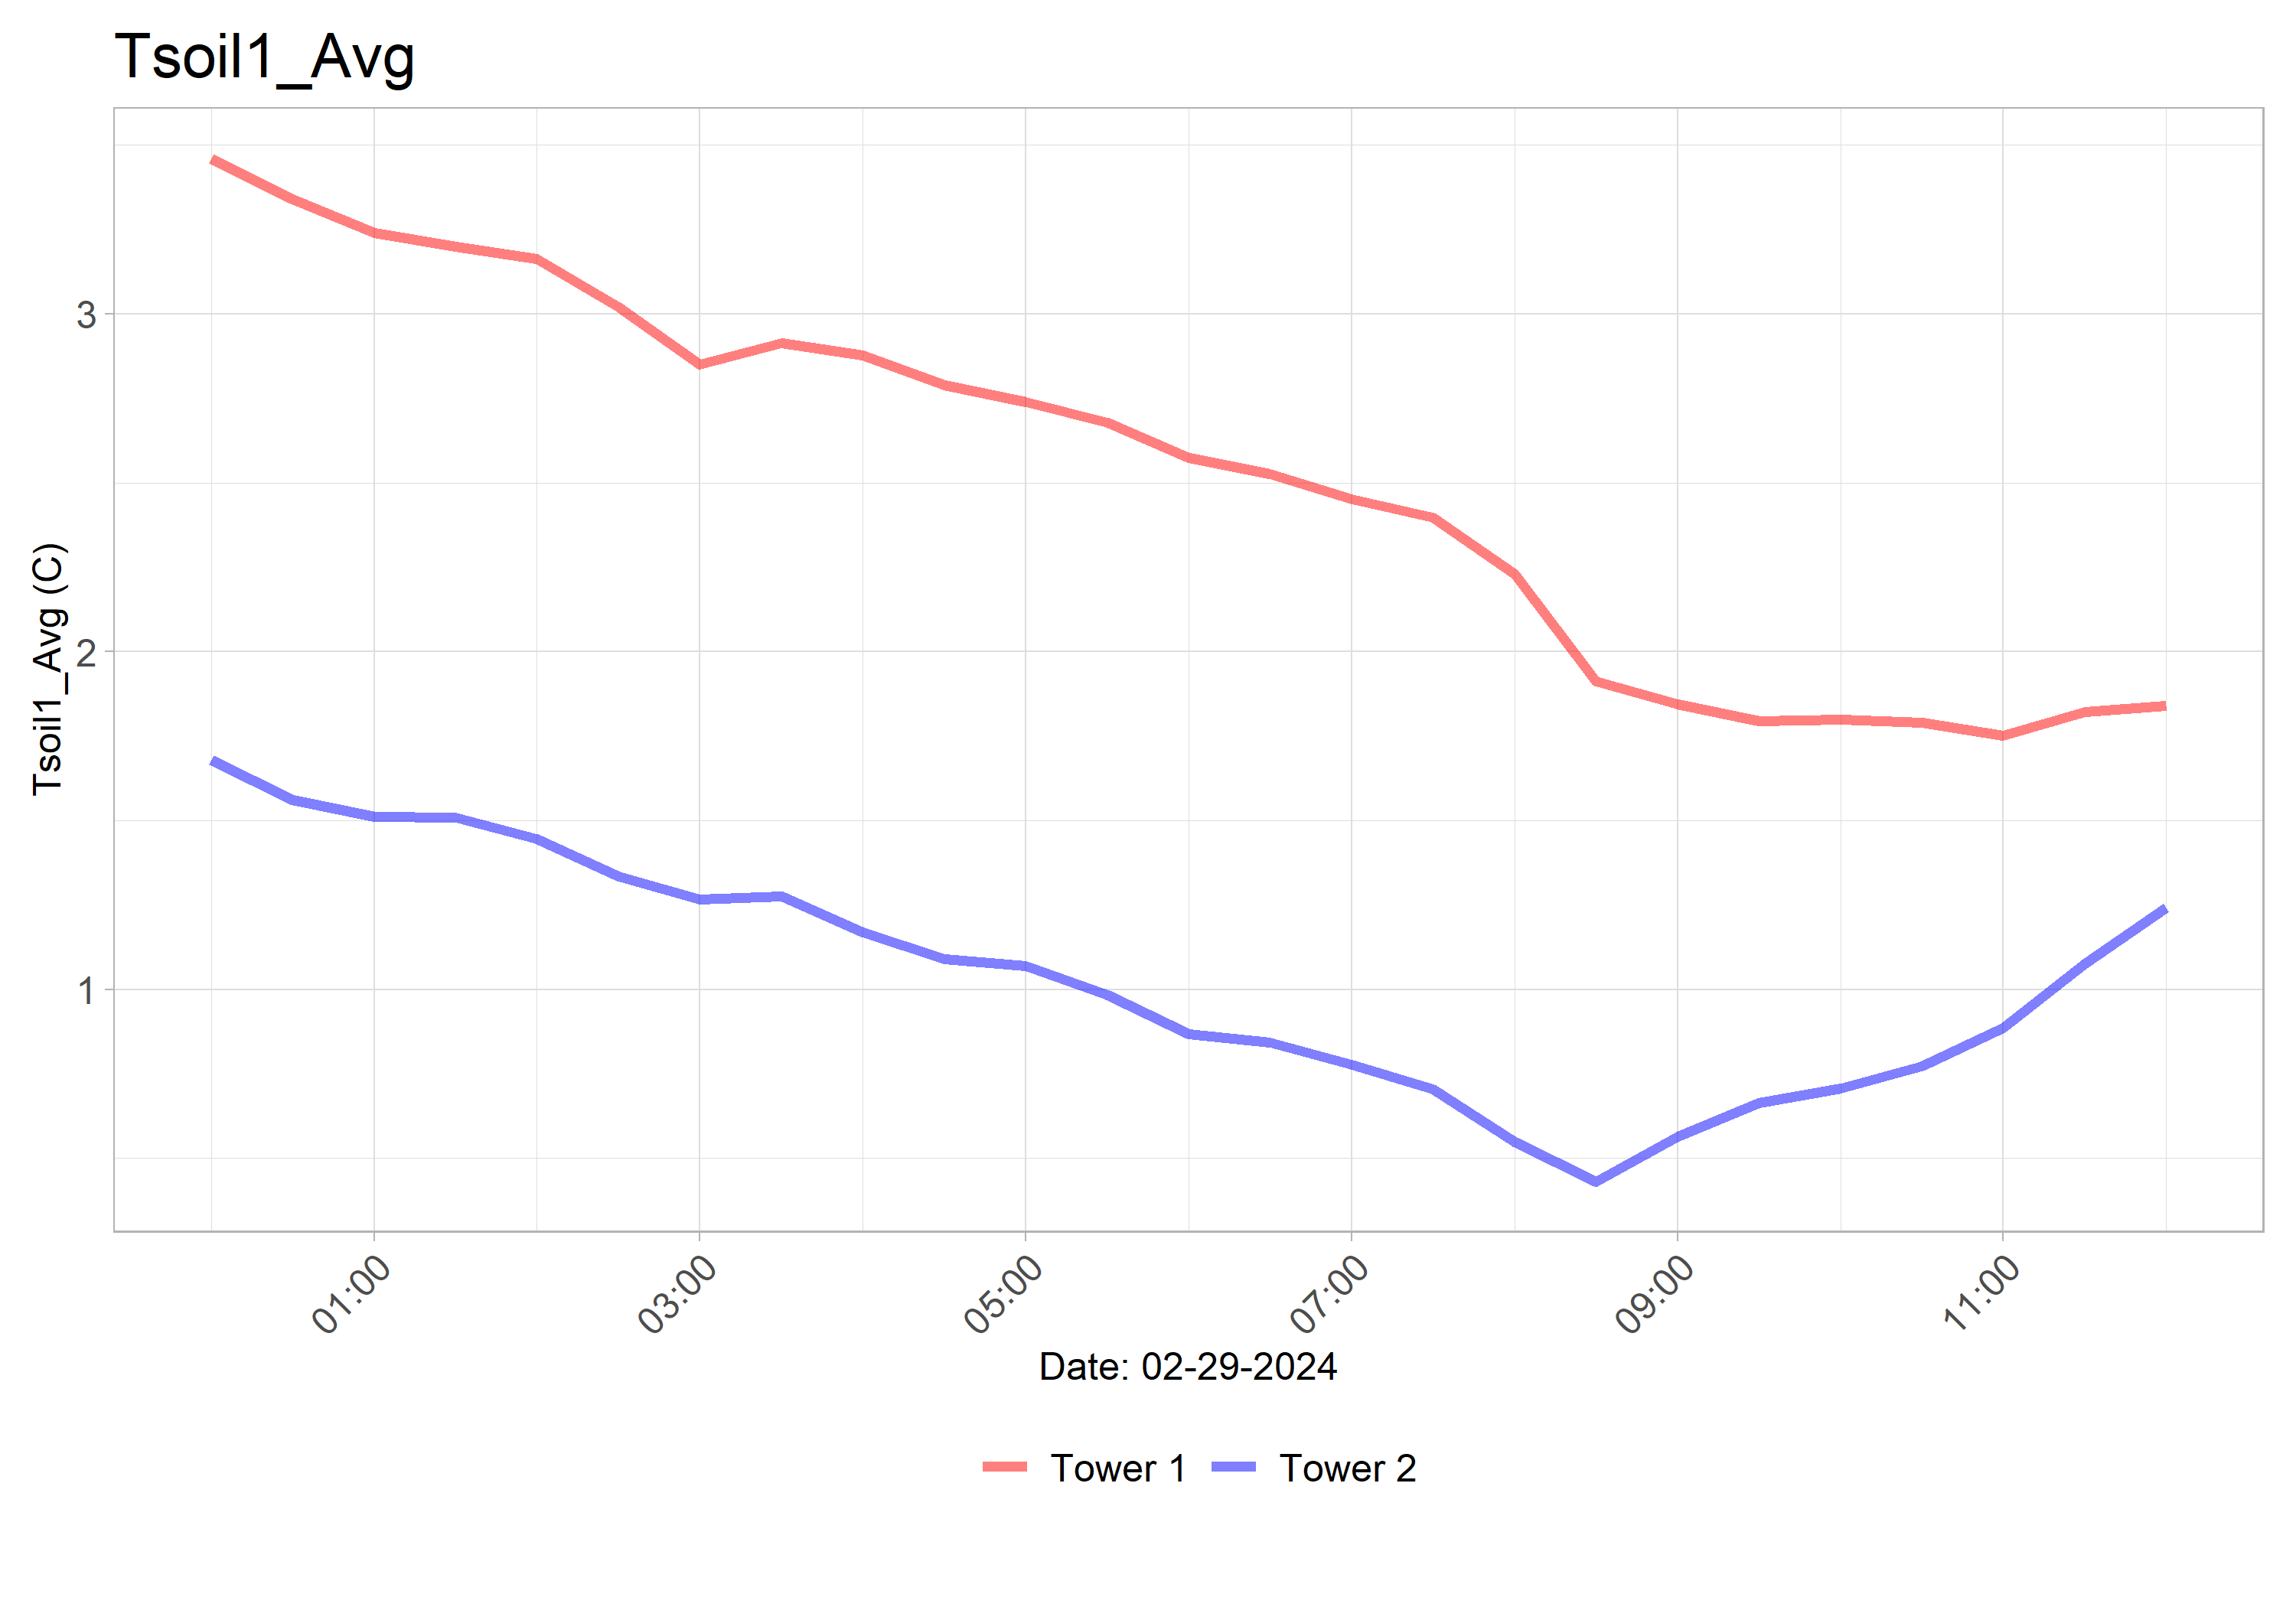 Tsoil1_Avg
Tsoil1_Avg (C)
3
2
1
01:00
03:00
05:00
07:00
09:00
11:00
Date: 02-29-2024
Tower 1
Tower 2